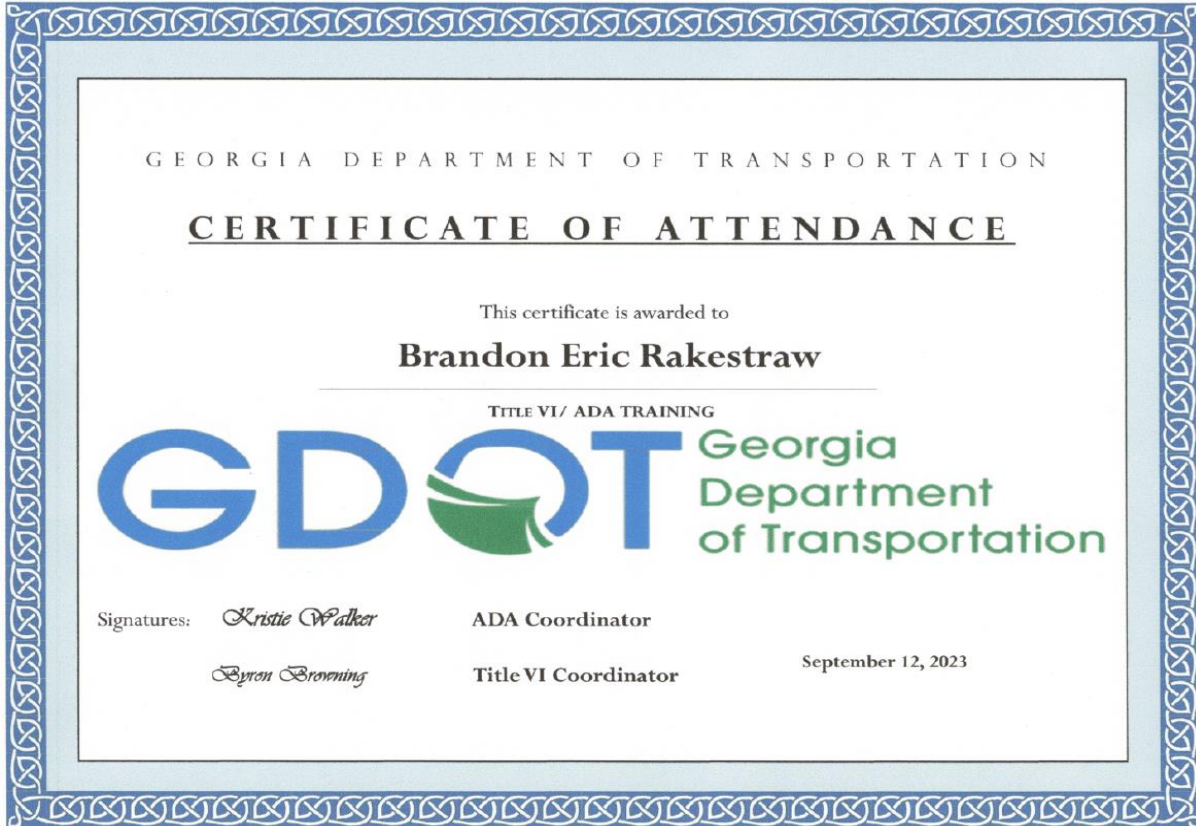 GEORGIA DEPARTMENT OF TRANSPORTATION
CERTIFICATE OF ATTENDANCE
This certificate is awarded to
Brandon Eric Rakestraw
TITLE VI/ ADA TRAINING
GDOT
Georgia
Department
of Transportation
Signatures: Kristie Walker ADA Coordinator
Byron Browning Title VI Coordinator
September 12, 2023